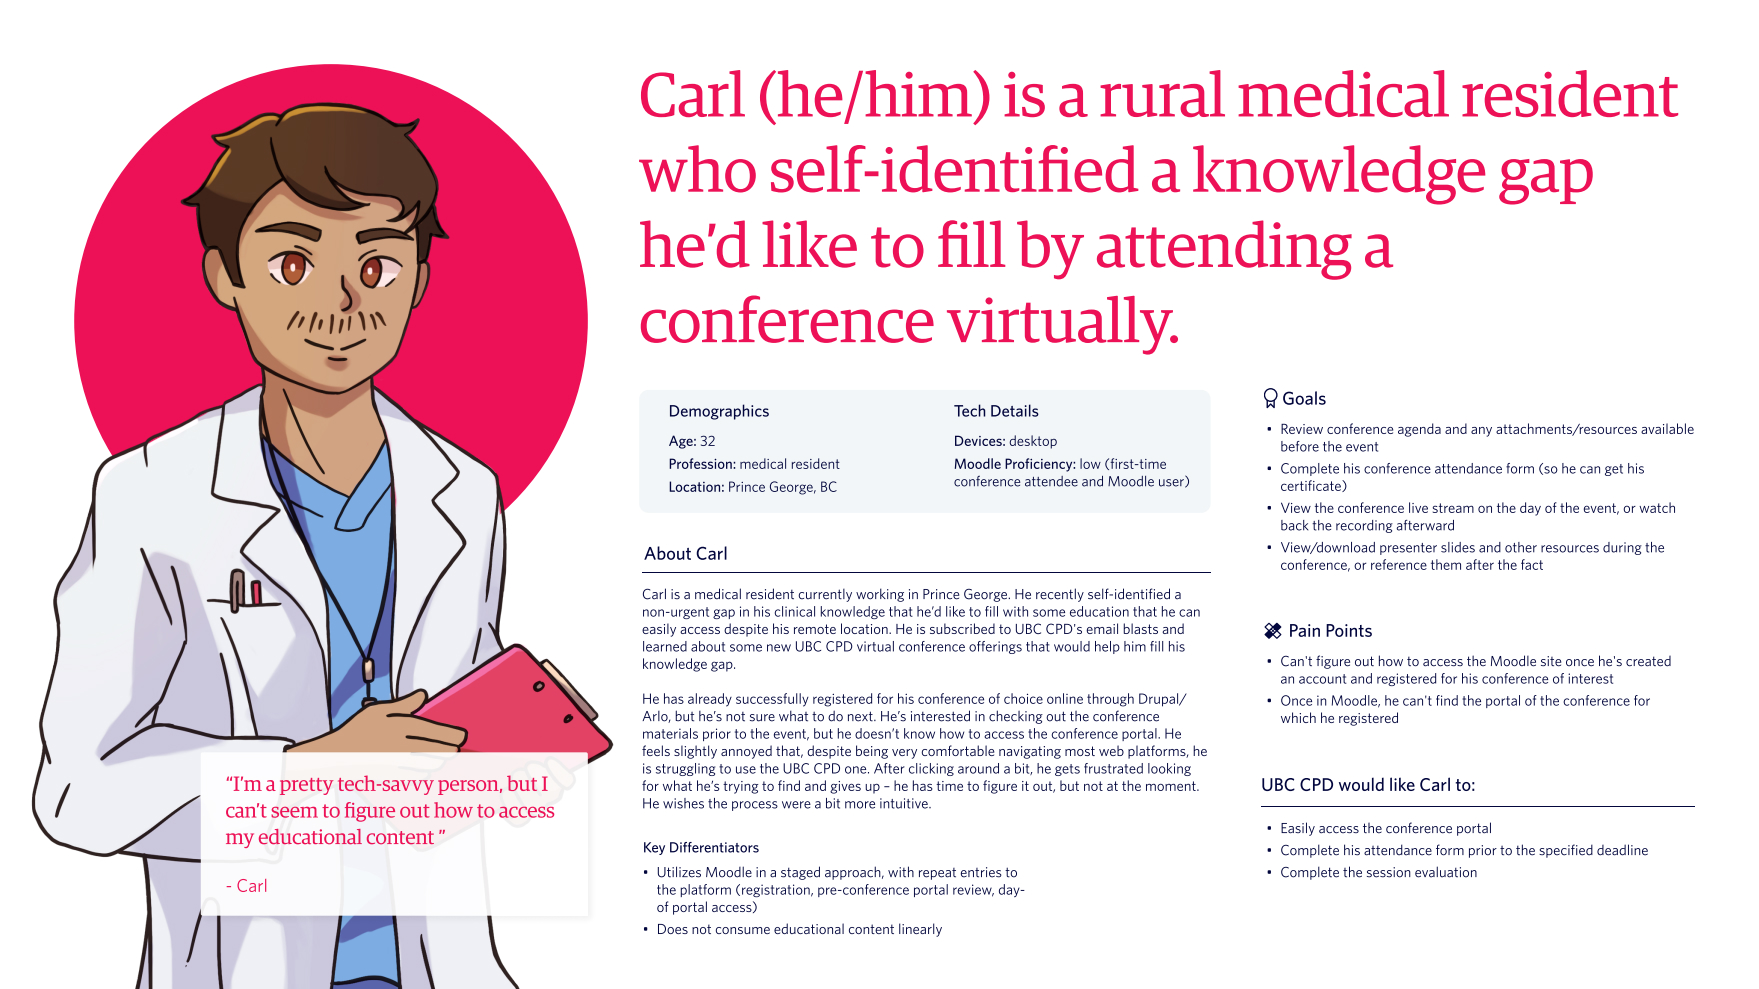 Carl (he/him) is a rural medical resident
who self-identified a knowledge gap
he'd like to fill by attending a
conference virtually.
Demographics
Age: 32
Profession: medical resident
Location: Prince George, BC
Tech Details
Devices: desktop
Moodle Proficiency: low (first-time
conference attendee and Moodle user)
About Carl
Carl is a medical resident currently working in Prince George. He recently self-identified a
non-urgent gap in his clinical knowledge that he'd like to fill with some education that he can
easily access despite his remote location. He is subscribed to UBC CPD's email blasts and
learned about some new UBC CPD virtual conference offerings that would help him fill his
knowledge gap.
He has already successfully registered for his conference of choice online through Drupal/
Arlo, but he's not sure what to do next. He's interested in checking out the conference
materials prior to the event, but he doesn't know how to access the conference portal. He
feels slightly annoyed that, despite being very comfortable navigating most web platforms, he
is struggling to use the UBC CPD one. After clicking around a bit, he gets frustrated looking
for what he's trying to find and gives up – he has time to figure it out, but not at the moment.
He wishes the process were a bit more intuitive.
Key Differentiators
• Utilizes Moodle in a staged approach, with repeat entries to
the platform (registration, pre-conference portal review, day-
of portal access)
• Does not consume educational content linearly
Goals
• Review conference agenda and any attachments/resources available
before the event
• Complete his conference attendance form (so he can get his
certificate)
• View the conference live stream on the day of the event, or watch
back the recording afterward
• View/download presenter slides and other resources during the
conference, or reference them after the fact
Pain Points
• Can't figure out how to access the Moodle site once he's created
an account and registered for his conference of interest
• Once in Moodle, he can't find the portal of the conference for
which he registered
UBC CPD would like Carl to:
• Easily access the conference portal
• Complete his attendance form prior to the specified deadline
• Complete the session evaluation
“I'm a pretty tech-savvy person, but I
can't seem to figure out how to access
my educational content ”
- Carl